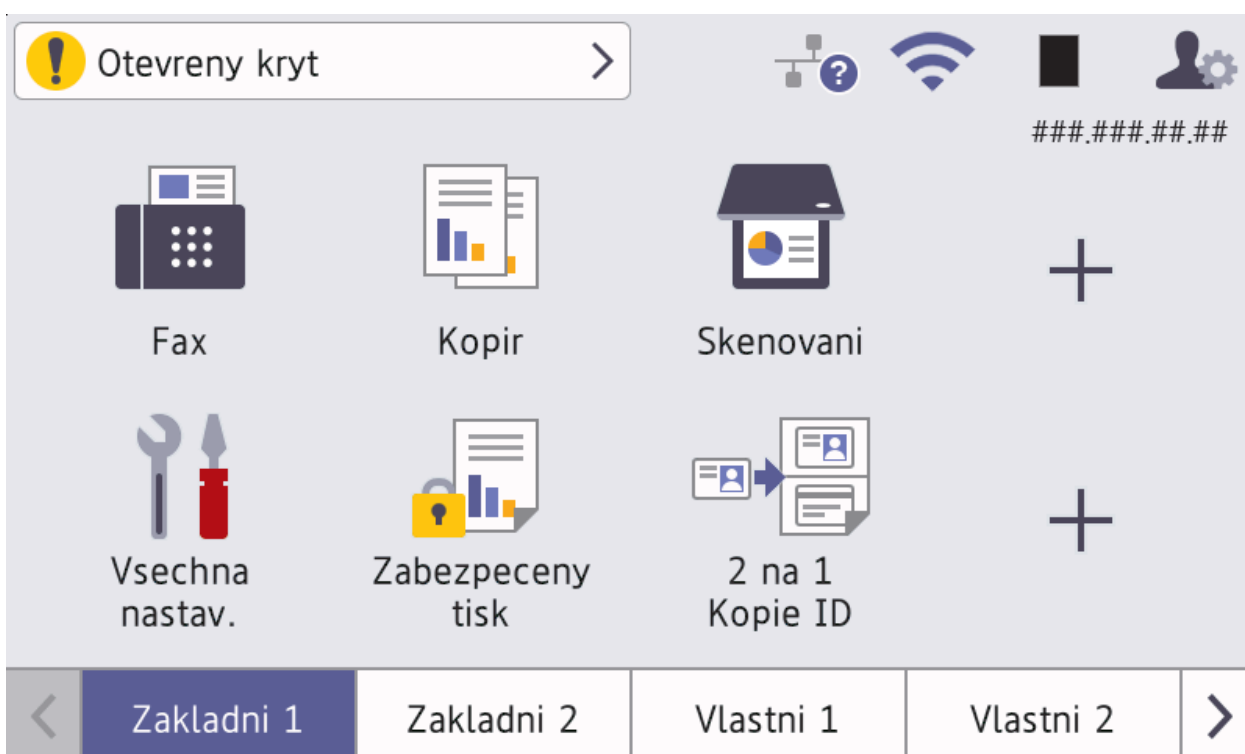 Otevreny kryt
###.###.##.##
Fax
Kopir
Skenovani
Vsechna
nastav.
Zabezpeceny
tisk
2 na 1
Kopie ID
Zakladni 1
Zakladni 2
Vlastni 1
Vlastni 2